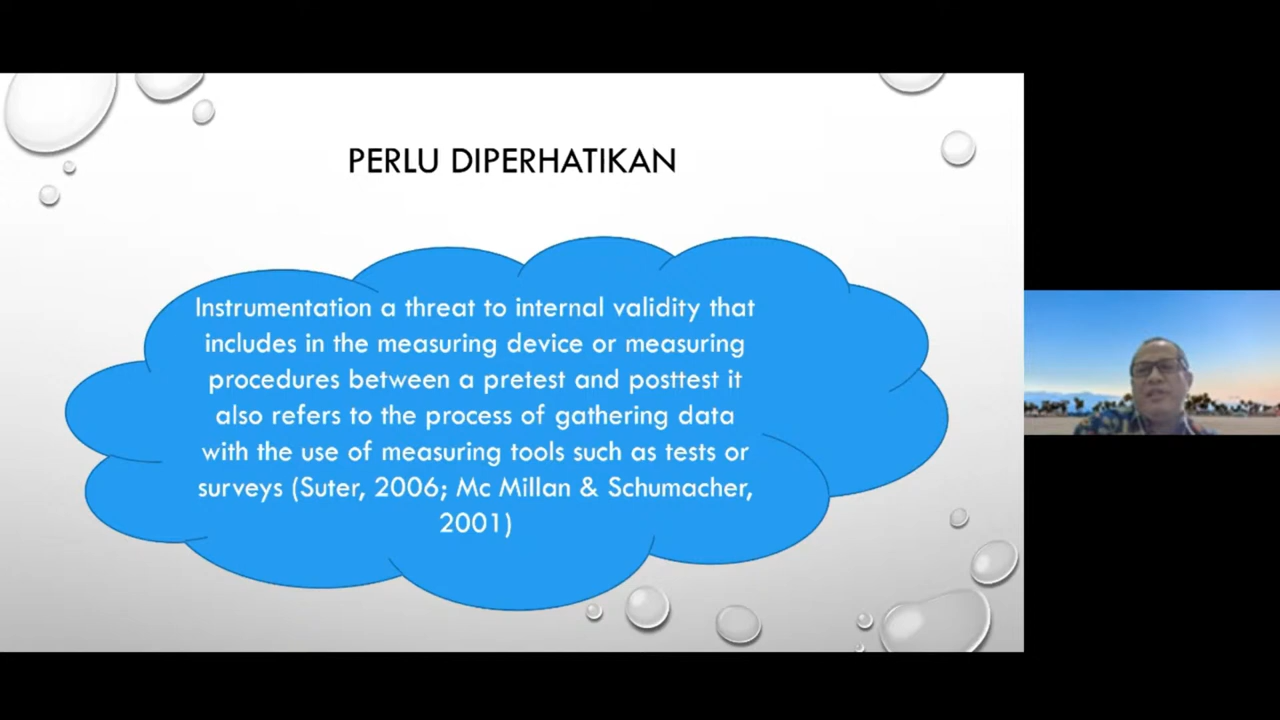 PERLU DIPERHATIKAN
Instrumentation a threat to internal validity that
includes in the measuring device or measuring
procedures between a pretest and posttest it
also refers to the process of gathering data
with the use of measuring tools such as tests or
surveys (Suter, 2006; Mc Millan & Schumacher,
2001)